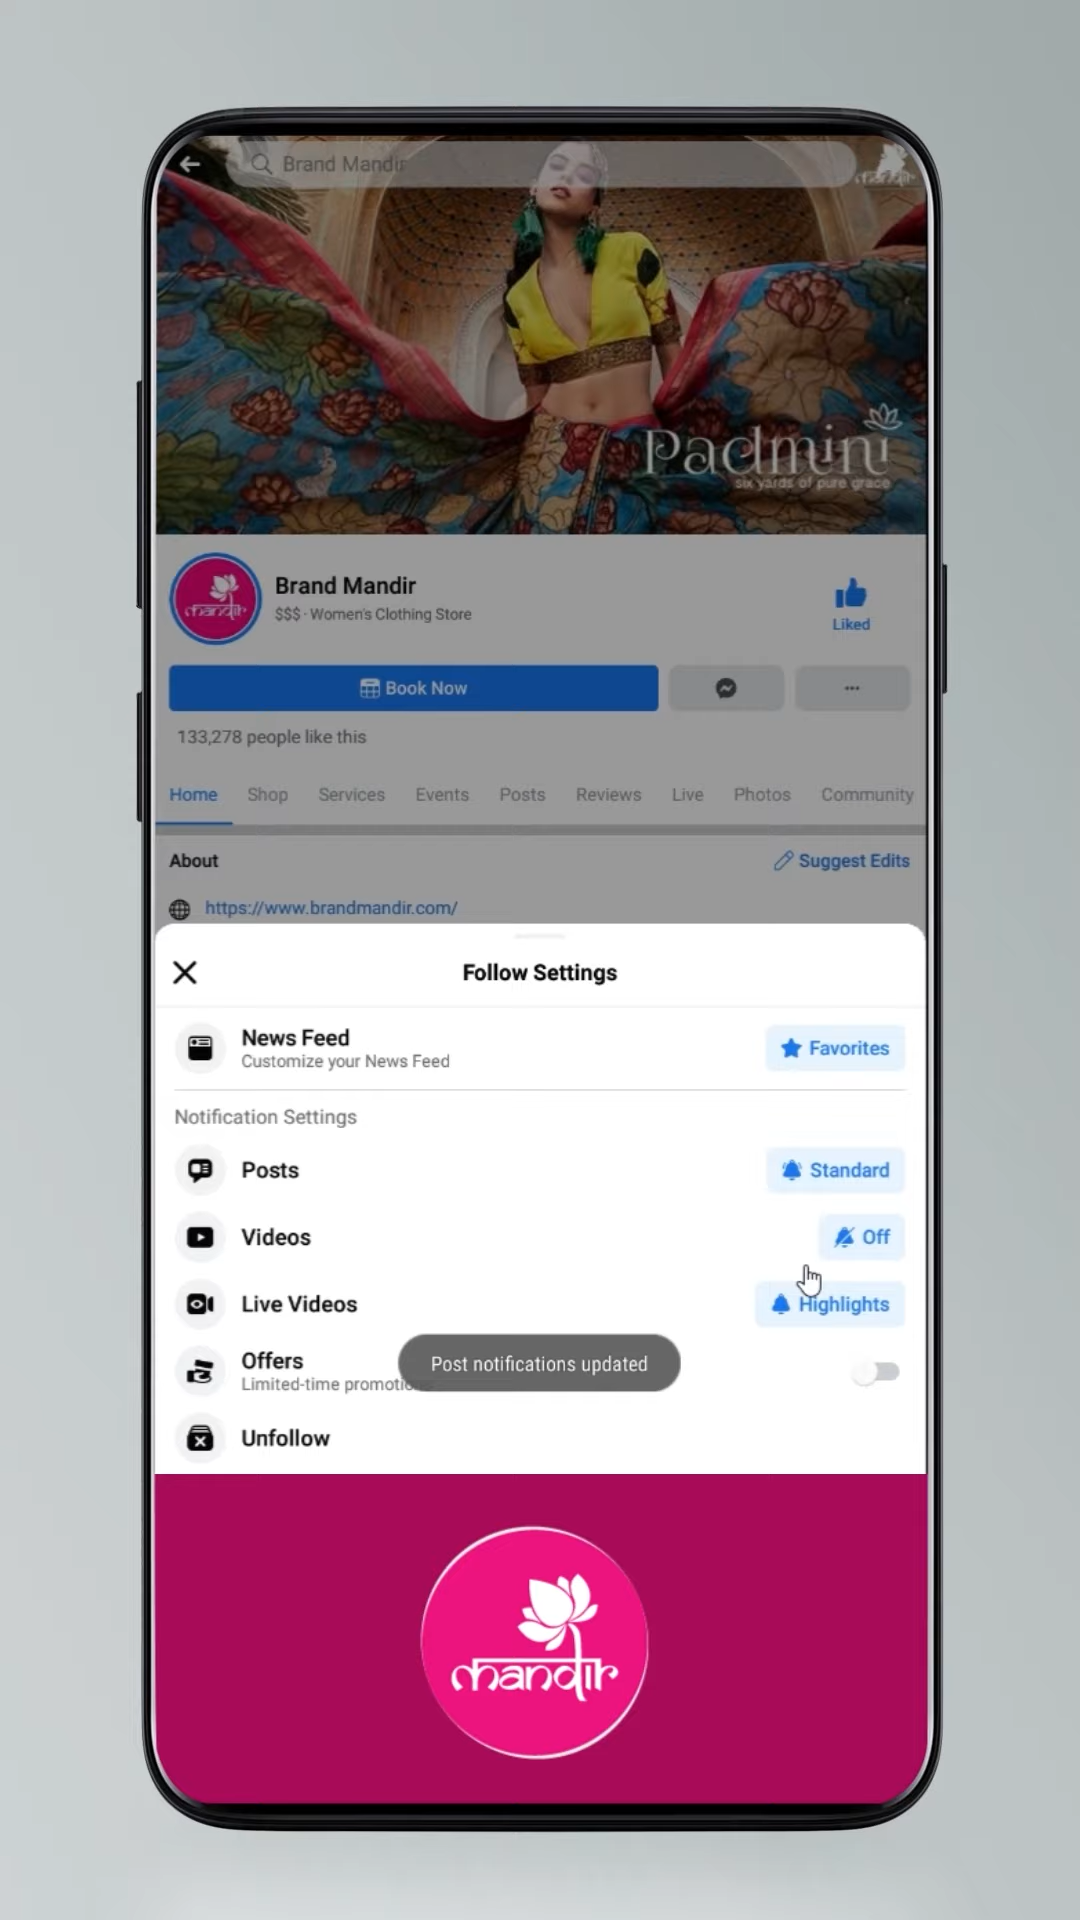 Brand Mandir
mandir
Padmini
six yards of pure grace
mandir
Brand Mandir
$$$ · Women's Clothing Store
Liked
Book Now
133,278 people like this
Home Shop Services Events Posts Reviews Live Photos Community
About
Suggest Edits
https://www.brandmandir.com/
Follow Settings
News Feed
Customize your News Feed
Favorites
Notification Settings
Posts
Standard
Videos
Off
Live Videos
Highlights
Offers
Limited-time promotio
Post notifications updated
Unfollow
mandir